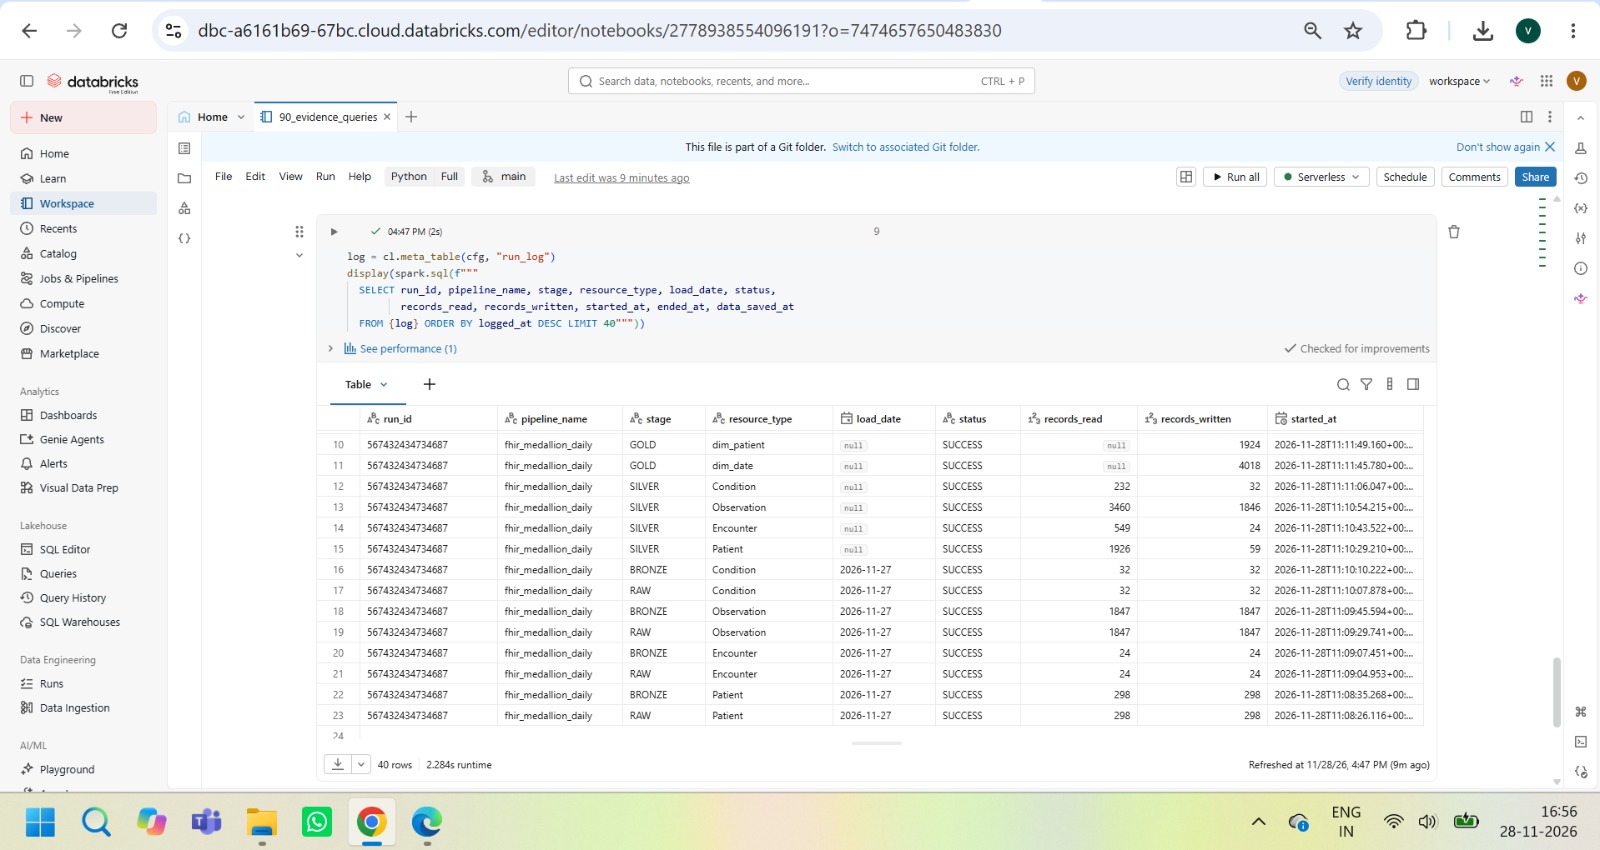 dbc-a6161b69-67bc.cloud.databricks.com/editor/notebooks/2778938554096191?o=7474657650483830
V
databricks
Free Edition
Search data, notebooks, recents, and more...
CTRL + P
Verify identity
workspace
V
New
Home
Learn
Workspace
Recents
Catalog
Jobs & Pipelines
Compute
Discover
Marketplace
Analytics
Dashboards
Genie Agents
Alerts
Visual Data Prep
Lakehouse
SQL Editor
Queries
Query History
SQL Warehouses
Data Engineering
Runs
Data Ingestion
AI/ML
Playground
Home
90_evidence_queries
This file is part of a Git folder. Switch to associated Git folder.
Don't show again
File Edit View Run Help Python Full main Last edit was 9 minutes ago
Run all Serverless Schedule Comments Share
04:47 PM (2s)
9
log = cl.meta_table(cfg, "run_log")
display(spark.sql(f"""
SELECT run_id, pipeline_name, stage, resource_type, load_date, status,
records_read, records_written, started_at, ended_at, data_saved_at
FROM {log} ORDER BY logged_at DESC LIMIT 40"""))
See performance (1)
Checked for improvements
Table
run_id pipeline_name stage resource_type load_date status records_read records_written started_at
10 567432434734687 fhir_medallion_daily GOLD dim_patient null SUCCESS null 1924 2026-11-28T11:11:49.160+00:...
11 567432434734687 fhir_medallion_daily GOLD dim_date null SUCCESS null 4018 2026-11-28T11:11:45.780+00:...
12 567432434734687 fhir_medallion_daily SILVER Condition null SUCCESS 232 32 2026-11-28T11:11:06.047+00:...
13 567432434734687 fhir_medallion_daily SILVER Observation null SUCCESS 3460 1846 2026-11-28T11:10:54.215+00:...
14 567432434734687 fhir_medallion_daily SILVER Encounter null SUCCESS 549 24 2026-11-28T11:10:43.522+00:...
15 567432434734687 fhir_medallion_daily SILVER Patient null SUCCESS 1926 59 2026-11-28T11:10:29.210+00:...
16 567432434734687 fhir_medallion_daily BRONZE Condition 2026-11-27 SUCCESS 32 32 2026-11-28T11:10:10.222+00:...
17 567432434734687 fhir_medallion_daily RAW Condition 2026-11-27 SUCCESS 32 32 2026-11-28T11:10:07.878+00:...
18 567432434734687 fhir_medallion_daily BRONZE Observation 2026-11-27 SUCCESS 1847 1847 2026-11-28T11:09:45.594+00:...
19 567432434734687 fhir_medallion_daily RAW Observation 2026-11-27 SUCCESS 1847 1847 2026-11-28T11:09:29.741+00:...
20 567432434734687 fhir_medallion_daily BRONZE Encounter 2026-11-27 SUCCESS 24 24 2026-11-28T11:09:07.451+00:...
21 567432434734687 fhir_medallion_daily RAW Encounter 2026-11-27 SUCCESS 24 24 2026-11-28T11:09:04.953+00:...
22 567432434734687 fhir_medallion_daily BRONZE Patient 2026-11-27 SUCCESS 298 298 2026-11-28T11:08:35.268+00:...
23 567432434734687 fhir_medallion_daily RAW Patient 2026-11-27 SUCCESS 298 298 2026-11-28T11:08:26.116+00:...
24
40 rows 2.284s runtime
Refreshed at 11/28/26, 4:47 PM (9m ago)
ENG
IN
16:56
28-11-2026